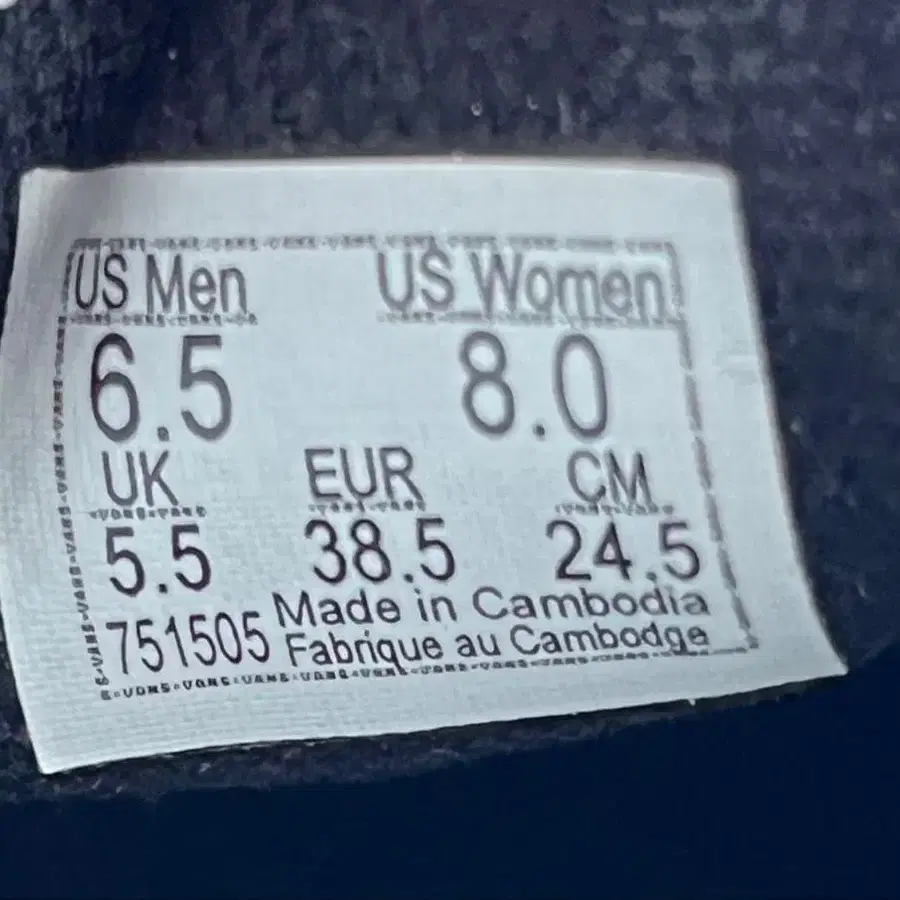 US Men US Women
6.5 8.0
UK EUR CM
5.5 38.5 24.5
751505 Made in Cambodia
Fabrique au Cambodge